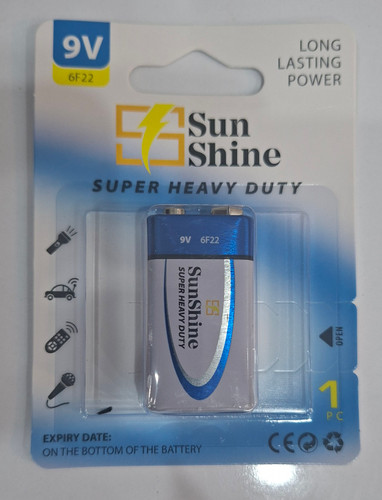 9V
6F22
LONG
LASTING
POWER
Sun
Shine
SUPER HEAVY DUTY
9V 6F22
SunShine
SUPER HEAVY DUTY
OPEN
1
PC
EXPIRY DATE:
ON THE BOTTOM OF THE BATTERY
CE